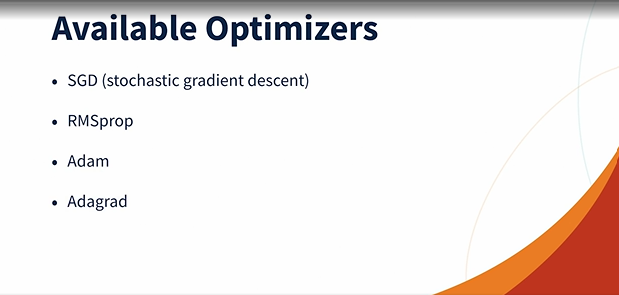 Available Optimizers
• SGD (stochastic gradient descent)
• RMSprop
• Adam
• Adagrad